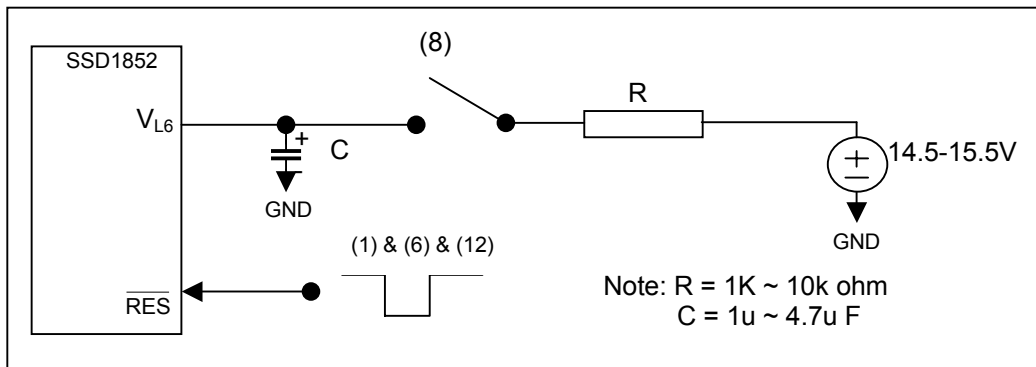 (8)
SSD1852
R
VL6
+
C
-
+
-
14.5-15.5V
GND
GND
(1) & (6) & (12)
RES
Note: R = 1K ~ 10k ohm
C = 1u ~ 4.7u F